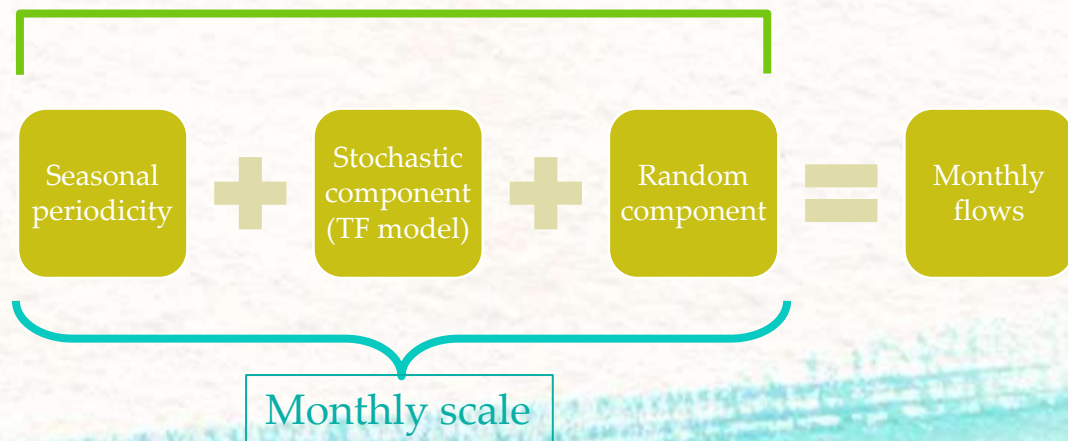 Seasonal
periodicity
Stochastic
component
(TF model)
Random
component
Monthly
flows
Monthly scale